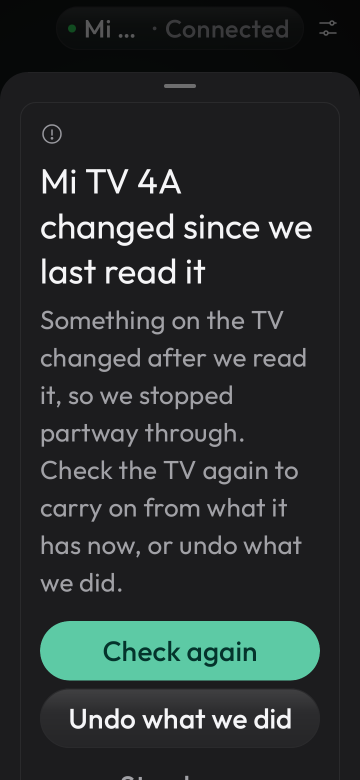 Mi ... · Connected
Mi TV 4A
changed since we
last read it
Something on the TV
changed after we read
it, so we stopped
partway through.
Check the TV again to
carry on from what it
has now, or undo what
we did.
Check again
Undo what we did